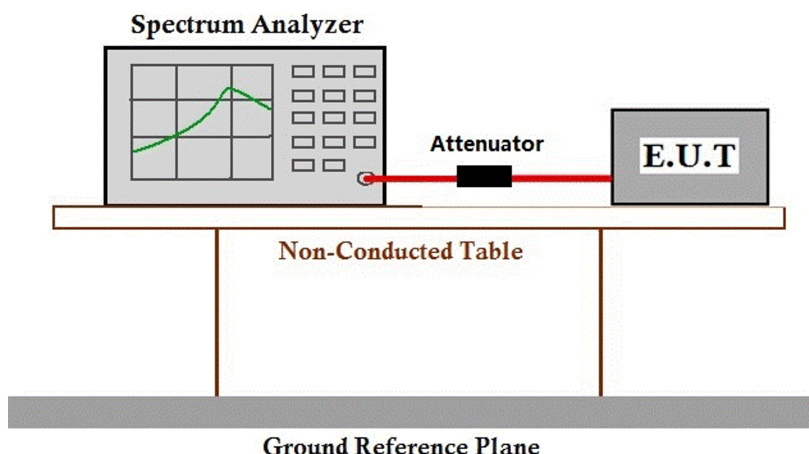 Spectrum Analyzer
Attenuator
E.U.T
Non-Conducted Table
Ground Reference Plane